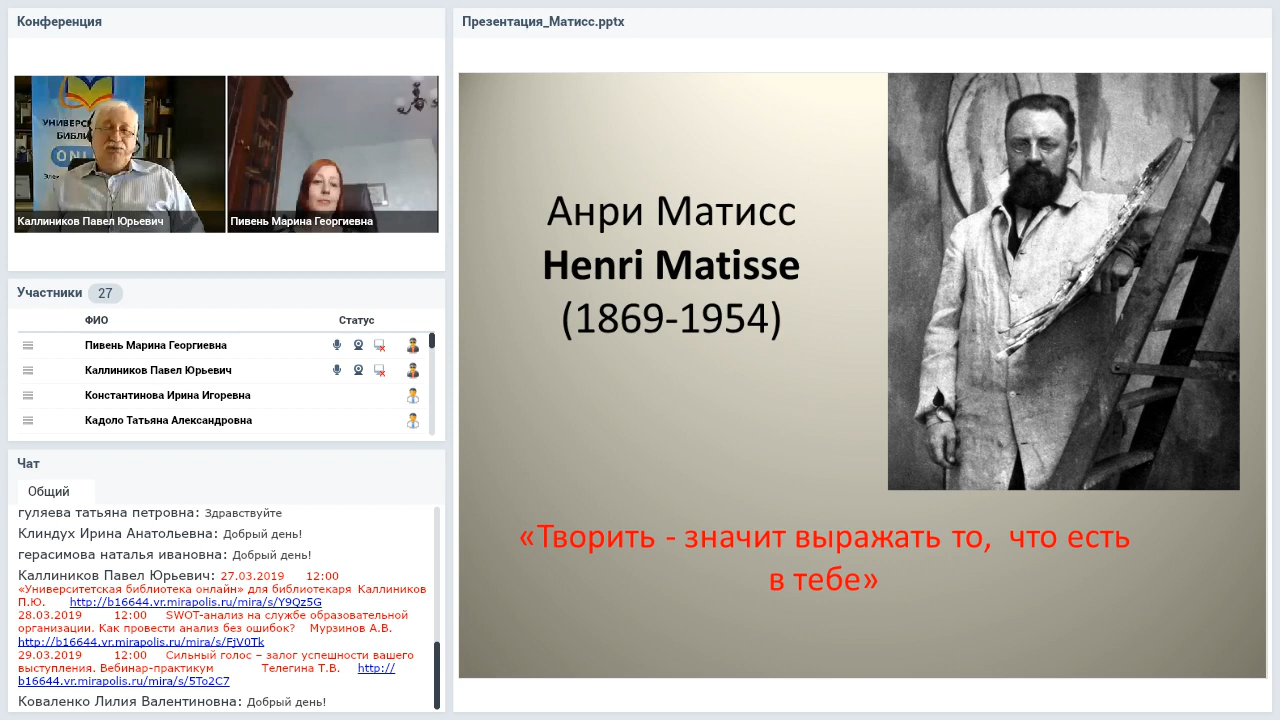 Конференция
УНИВЕРС
БИБЛИ
ONL
Каллиников Павел Юрьевич
Пивень Марина Георгиевна
Участники 27
ФИО Статус
Пивень Марина Георгиевна
Каллиников Павел Юрьевич
Константинова Ирина Игоревна
Кадоло Татьяна Александровна
Чат
Общий
гуляева татьяна петровна: Здравствуйте
Клиндух Ирина Анатольевна: Добрый день!
герасимова наталья ивановна: Добрый день!
Каллиников Павел Юрьевич: 27.03.2019 12:00
«Университетская библиотека онлайн» для библиотекаря Каллиников
П.Ю. http://b16644.vr.mirapolis.ru/mira/s/Y9Qz5G
28.03.2019 12:00 SWOT-анализ на службе образовательной
организации. Как провести анализ без ошибок? Мурзинов А.В.
http://b16644.vr.mirapolis.ru/mira/s/FjV0Tk
29.03.2019 12:00 Сильный голос – залог успешности вашего
выступления. Вебинар-практикум Телегина Т.В. http://
b16644.vr.mirapolis.ru/mira/s/5To2C7
Коваленко Лилия Валентиновна: Добрый день!
Презентация_Матисс.pptx
Анри Матисс
Henri Matisse
(1869-1954)
«Творить - значит выражать то, что есть
в тебе»